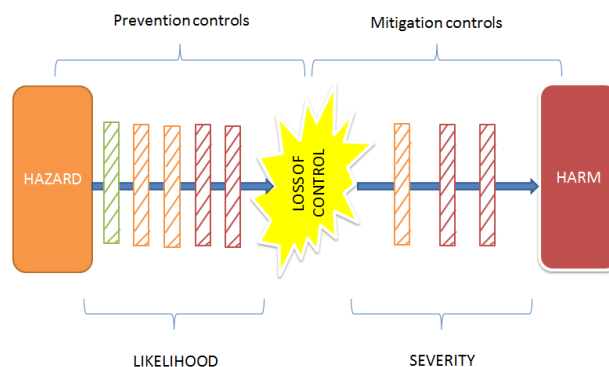 Prevention controls
Mitigation controls
HAZARD
LOSS OF
CONTROL
HARM
LIKELIHOOD
SEVERITY